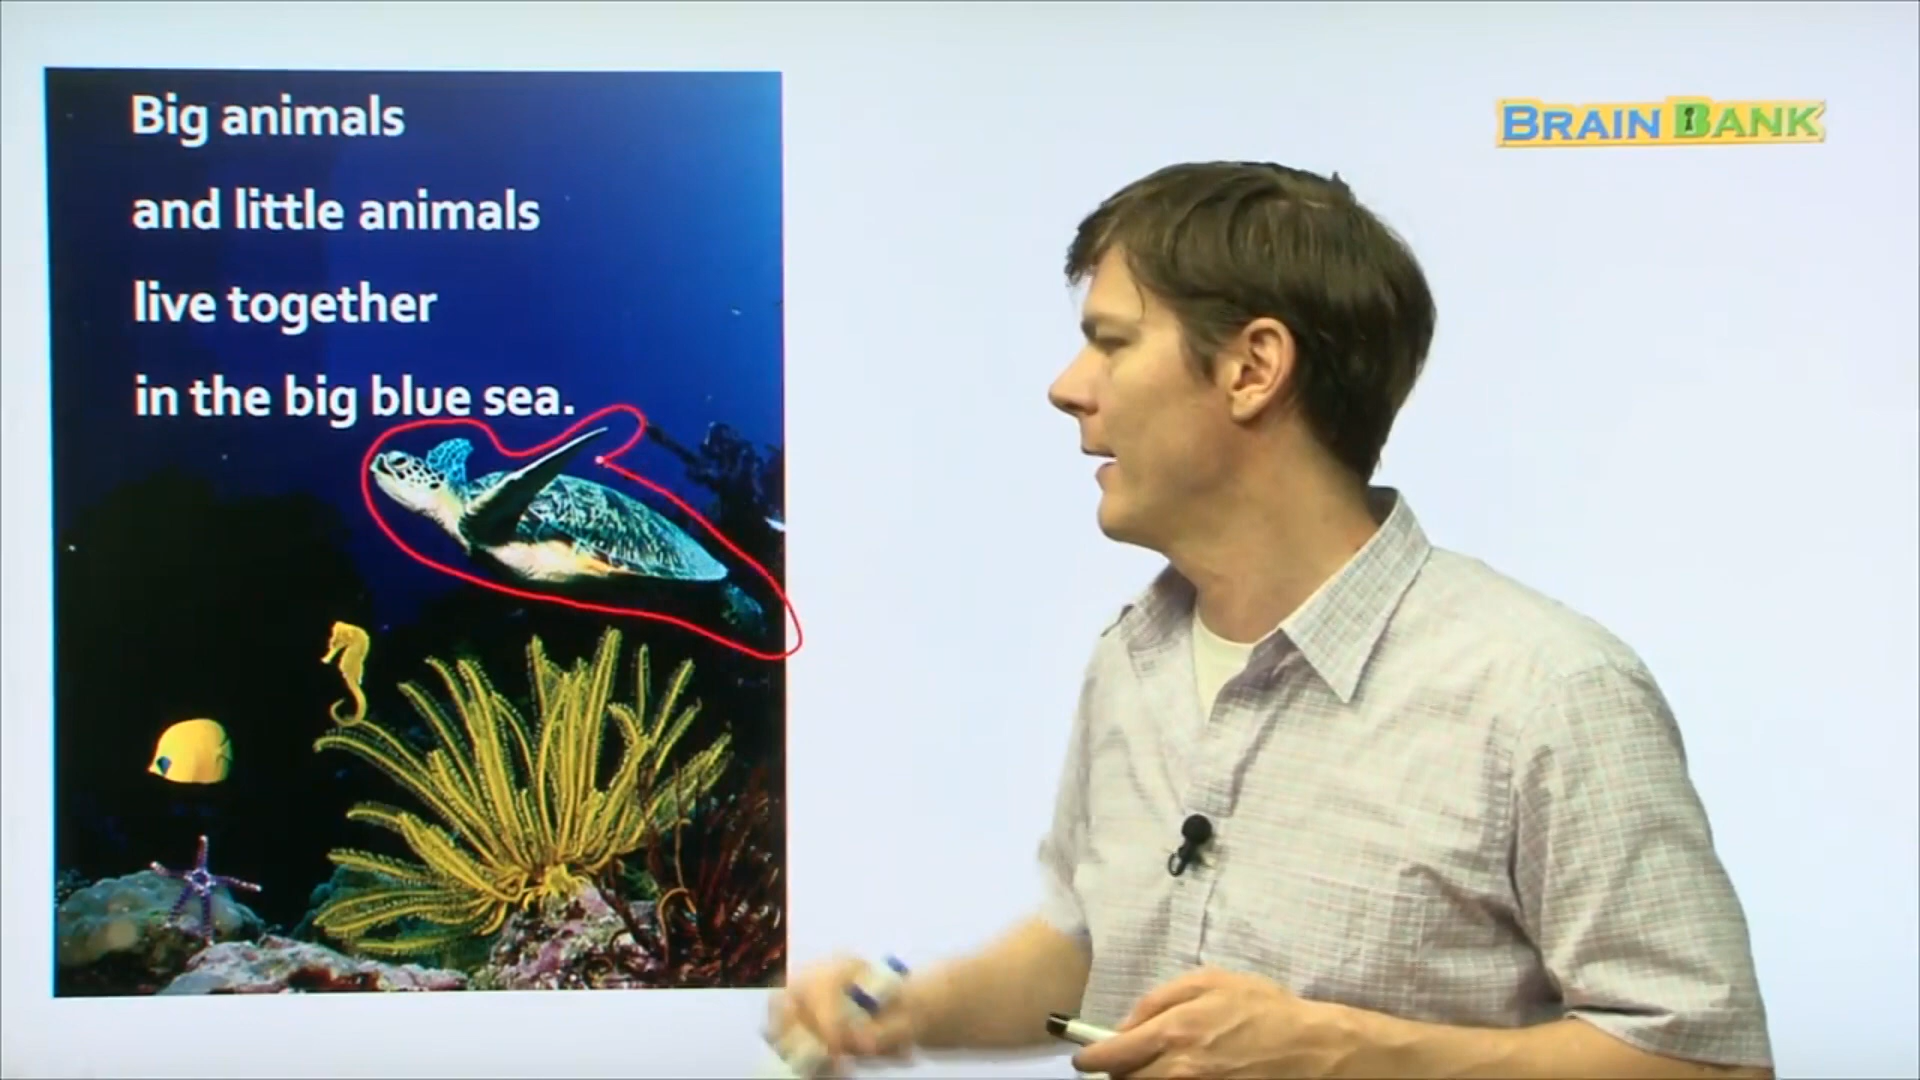 Big animals
and little animals
live together
in the big blue sea.
BRAIN BANK